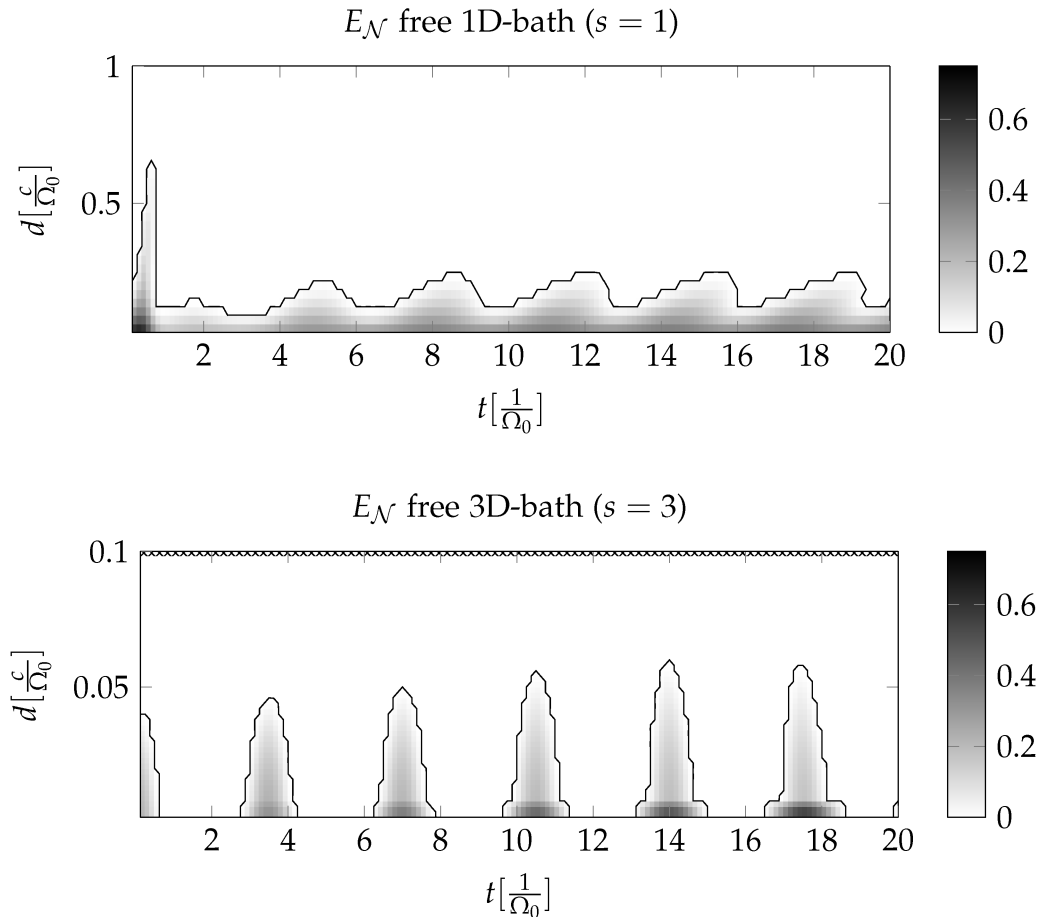 E_𝒩 free 1D-bath (s = 1)
1
0.5
d[c/Ω₀]
2 4 6 8 10 12 14 16 18 20
t[1/Ω₀]
0.6
0.4
0.2
0
E_𝒩 free 3D-bath (s = 3)
0.1
0.05
d[c/Ω₀]
2 4 6 8 10 12 14 16 18 20
t[1/Ω₀]
0.6
0.4
0.2
0